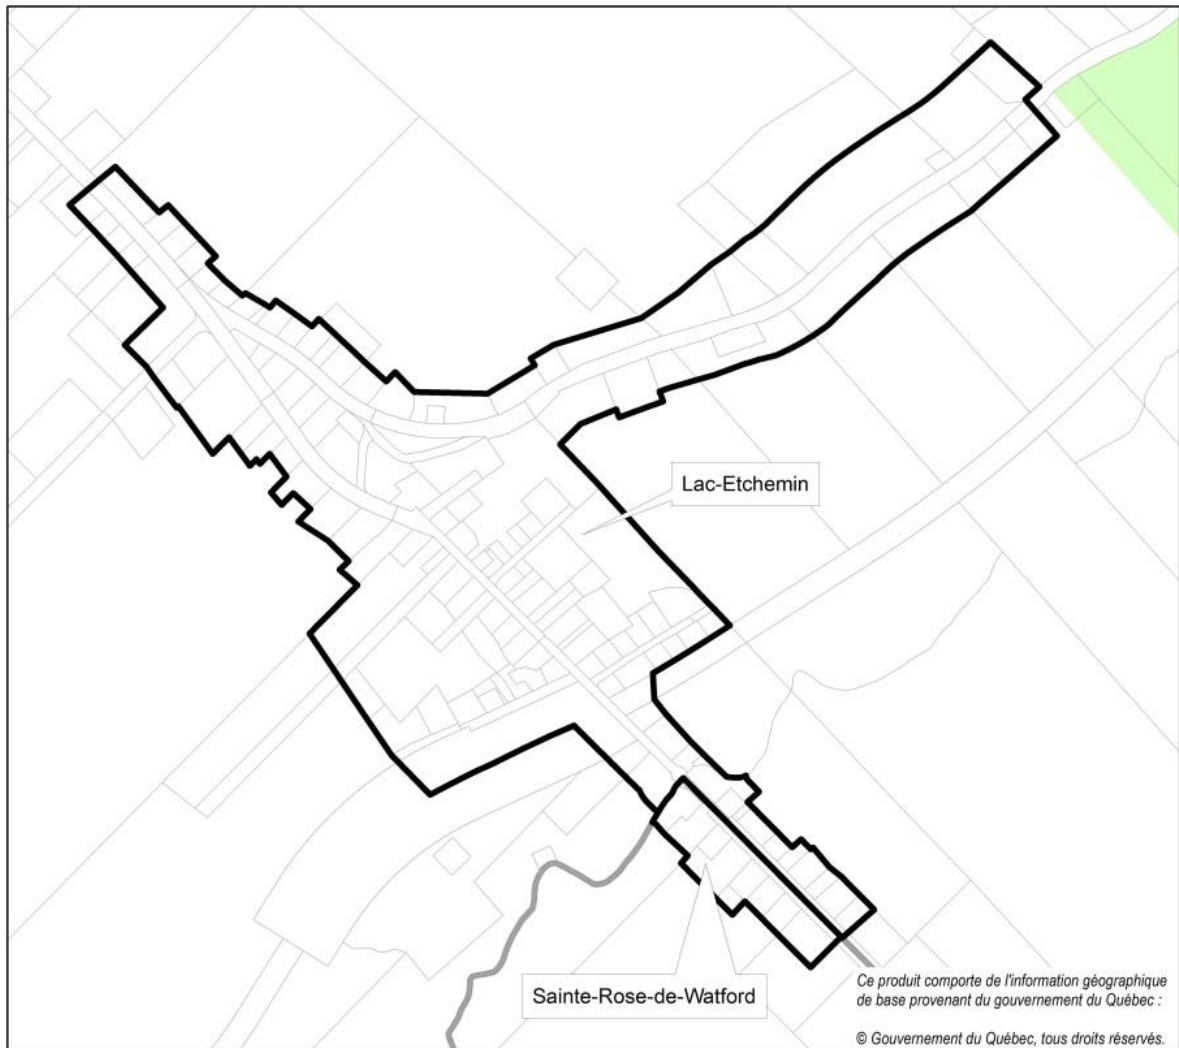 Lac-Etchemin
Sainte-Rose-de-Watford
Ce produit comporte de l'information géographique
de base provenant du gouvernement du Québec :
© Gouvernement du Québec, tous droits réservés.